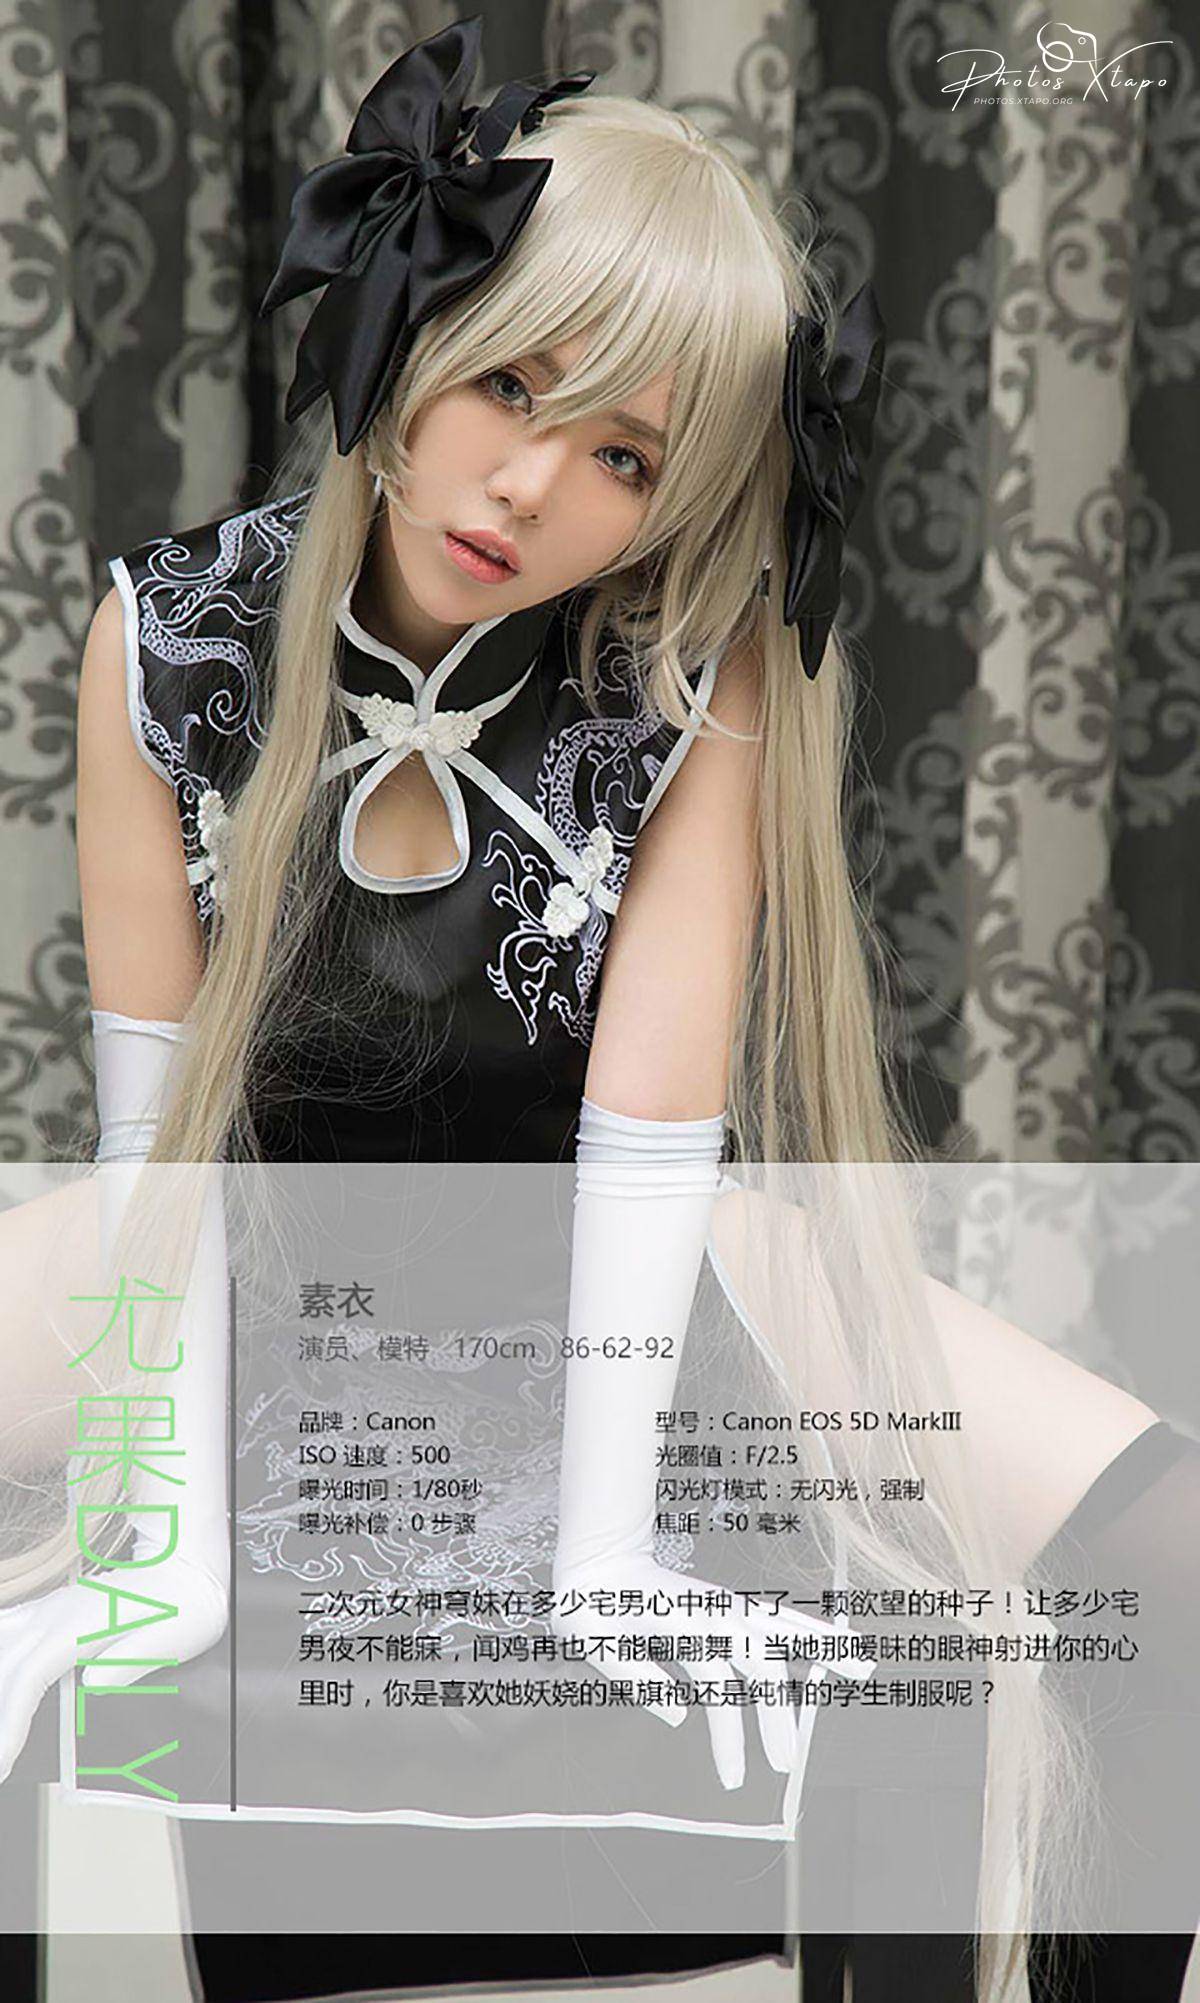 Photos Xtapo
PHOTOS.XTAPO.ORG
尤果DAILY
素衣
演员、模特 170cm 86-62-92
品牌：Canon 型号：Canon EOS 5D MarkIII
ISO 速度：500 光圈值：F/2.5
曝光时间：1/80秒 闪光灯模式：无闪光，强制
曝光补偿：0 步骤 焦距：50 毫米
二次元女神穹妹在多少宅男心中种下了一颗欲望的种子！让多少宅
男夜不能寐，闻鸡再也不能翩翩舞！当她那暧昧的眼神射进你的心
里时，你是喜欢她妖娆的黑旗袍还是纯情的学生制服呢？